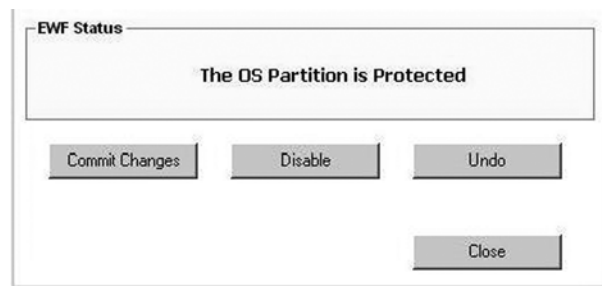 EWF Status
The OS Partition is Protected
Commit Changes Disable Undo
Close